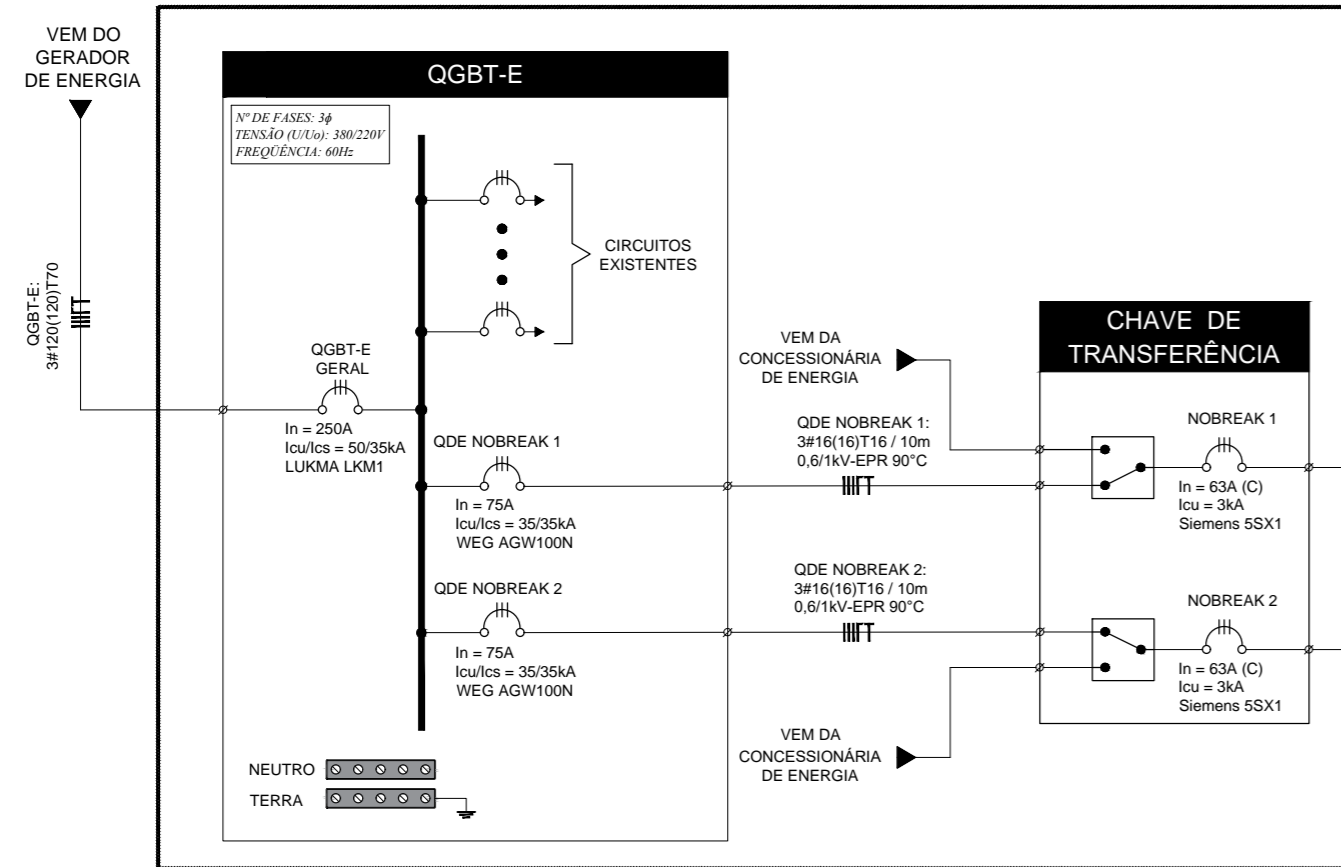 VEM DO
GERADOR
DE ENERGIA
QGBT-E:
3#120(120)T70
QGBT-E
Nº DE FASES: 3ϕ
TENSÃO (U/Uo): 380/220V
FREQÜÊNCIA: 60Hz
CIRCUITOS
EXISTENTES
QGBT-E
GERAL
In = 250A
Icu/Ics = 50/35kA
LUKMA LKM1
QDE NOBREAK 1
In = 75A
Icu/Ics = 35/35kA
WEG AGW100N
QDE NOBREAK 2
In = 75A
Icu/Ics = 35/35kA
WEG AGW100N
NEUTRO
TERRA
VEM DA
CONCESSIONÁRIA
DE ENERGIA
QDE NOBREAK 1:
3#16(16)T16 / 10m
0,6/1kV-EPR 90°C
QDE NOBREAK 2:
3#16(16)T16 / 10m
0,6/1kV-EPR 90°C
VEM DA
CONCESSIONÁRIA
DE ENERGIA
CHAVE DE
TRANSFERÊNCIA
NOBREAK 1
In = 63A (C)
Icu = 3kA
Siemens 5SX1
NOBREAK 2
In = 63A (C)
Icu = 3kA
Siemens 5SX1